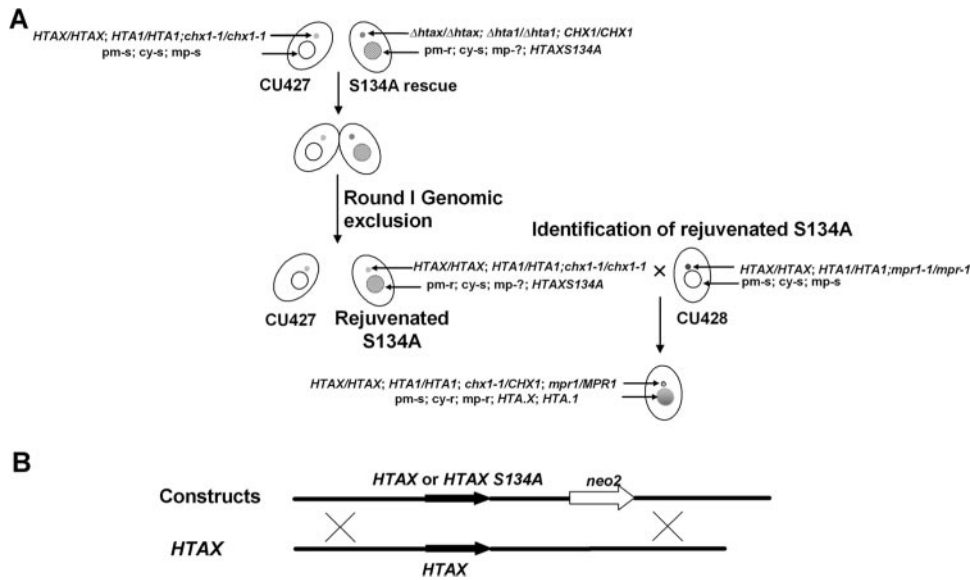 A
HTAX/HTAX; HTA1/HTA1;chx1-1/chx1-1
pm-s; cy-s; mp-s
CU427
Δhtax/Δhtax; Δhta1/Δhta1; CHX1/CHX1
pm-r; cy-s; mp-?; HTAXS134A
S134A rescue
Round I Genomic
exclusion
Identification of rejuvenated S134A
CU427
Rejuvenated
S134A
HTAX/HTAX; HTA1/HTA1;chx1-1/chx1-1
pm-r; cy-s; mp-?; HTAXS134A
×
HTAX/HTAX; HTA1/HTA1;mpr1-1/mpr-1
pm-s; cy-s; mp-s
CU428
HTAX/HTAX; HTA1/HTA1; chx1-1/CHX1; mpr1/MPR1
pm-s; cy-r; mp-r; HTA.X; HTA.1
B
HTAX or HTAX S134A
neo2
Constructs
HTAX
HTAX